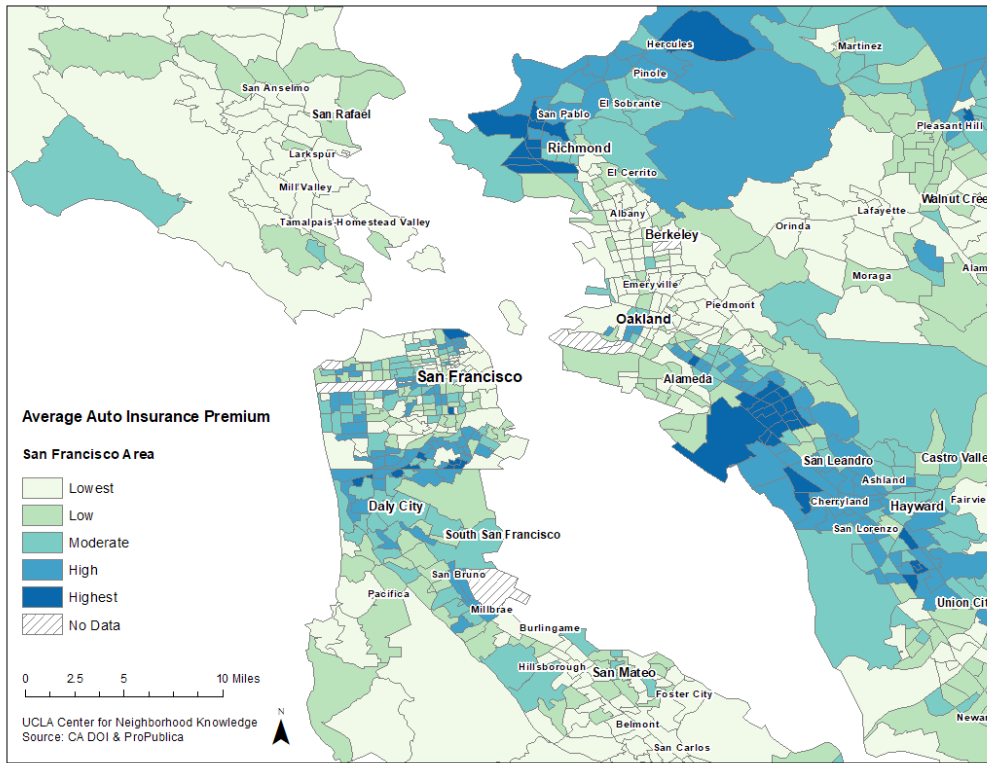 Hercules
Martinez
Pinole
San Anselmo
El Sobrante
San Rafael
San Pablo
Pleasant Hill
Richmond
Larkspur
El Cerrito
Mill Valley
Walnut Cree
Albany
Lafayette
Tamalpais-Homestead Valley
Berkeley
Orinda
Alam
Moraga
Emeryville
Piedmont
Oakland
San Francisco
Alameda
Average Auto Insurance Premium
San Francisco Area
San Leandro
Castro Valle
Lowest
Ashland
Low
Daly City
Cherryland
Hayward
Fairvie
Moderate
South San Francisco
San Lorenzo
High
San Bruno
Highest
Pacifica
Millbrae
Union City
No Data
Burlingame
Hillsborough
San Mateo
0 2.5 5 10 Miles
Foster City
Newar
UCLA Center for Neighborhood Knowledge
Source: CA DOI & ProPublica
N
Belmont
San Carlos